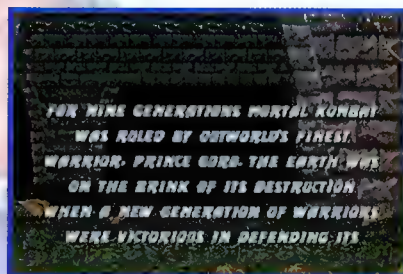 FOR NINE GENERATIONS MORTAL KOMBAT
WAS RULED BY OUTWORLD'S FINEST
WARRIOR, PRINCE GORO. THE EARTH WAS
ON THE BRINK OF ITS DESTRUCTION
WHEN A NEW GENERATION OF WARRIORS
WERE VICTORIOUS IN DEFENDING ITS